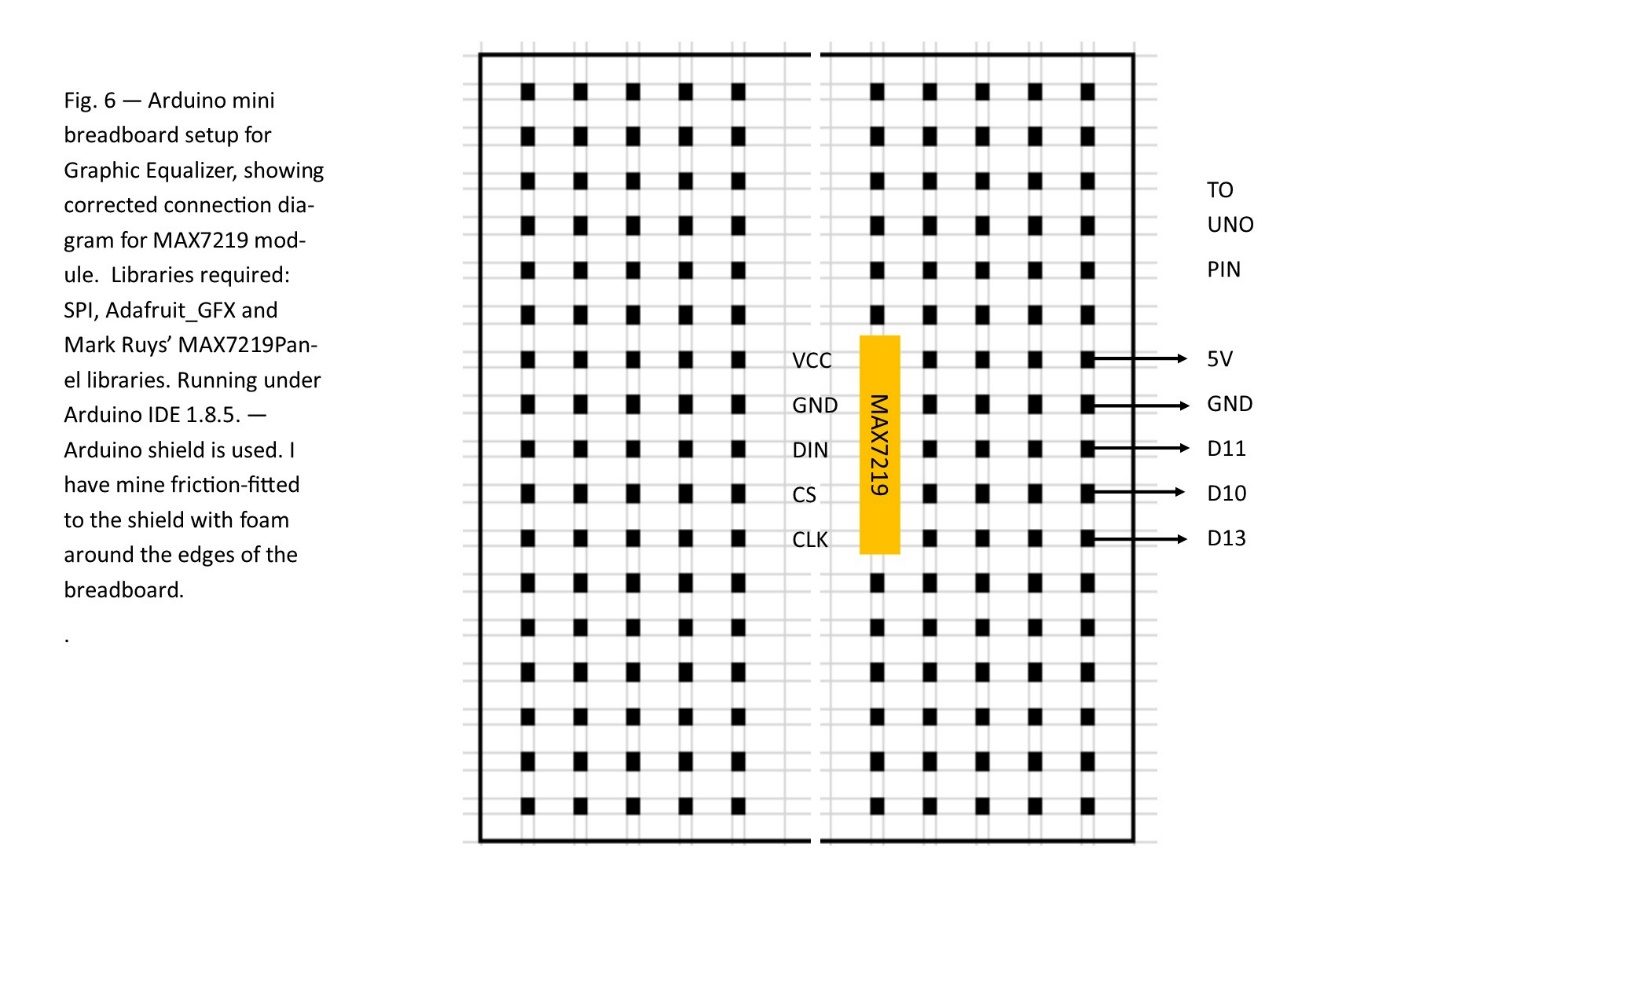 Fig. 6 — Arduino mini
breadboard setup for
Graphic Equalizer, showing
corrected connection dia-
gram for MAX7219 mod-
ule.  Libraries required:
SPI, Adafruit_GFX and
Mark Ruys’ MAX7219Pan-
el libraries. Running under
Arduino IDE 1.8.5. —
Arduino shield is used. I
have mine friction-fitted
to the shield with foam
around the edges of the
breadboard.
.
VCC
GND
DIN
CS
CLK
MAX7219
TO
UNO
PIN
5V
GND
D11
D10
D13